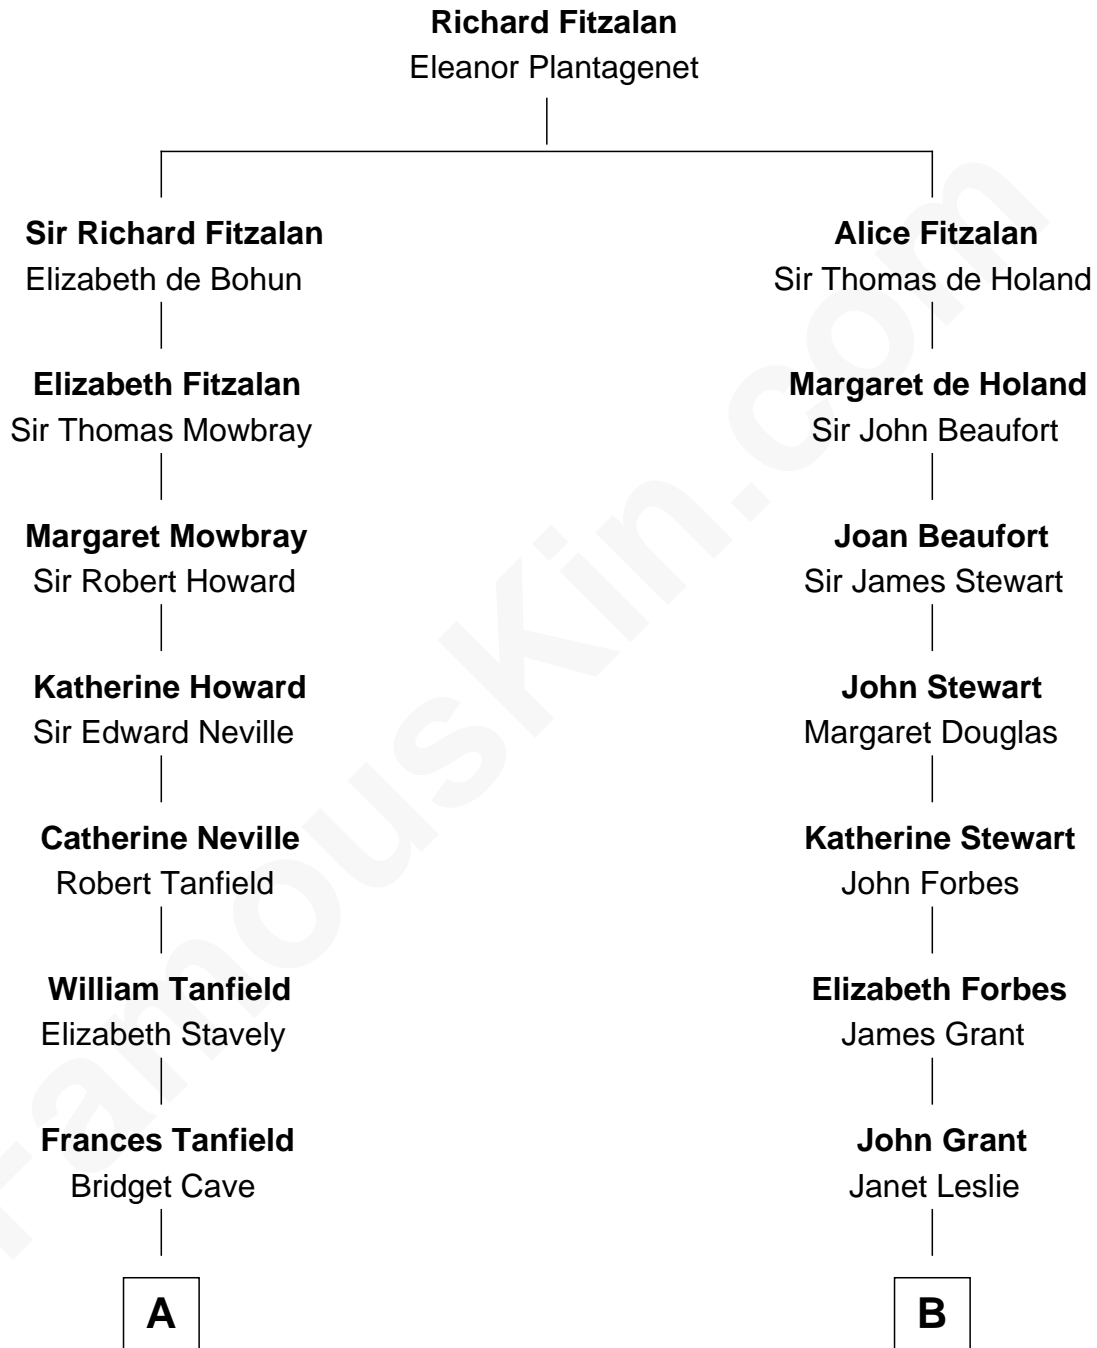 Richard Fitzalan
Eleanor Plantagenet
Sir Richard Fitzalan
Elizabeth de Bohun
Alice Fitzalan
Sir Thomas de Holand
Elizabeth Fitzalan
Sir Thomas Mowbray
Margaret de Holand
Sir John Beaufort
Margaret Mowbray
Sir Robert Howard
Joan Beaufort
Sir James Stewart
Katherine Howard
Sir Edward Neville
John Stewart
Margaret Douglas
Catherine Neville
Robert Tanfield
Katherine Stewart
John Forbes
William Tanfield
Elizabeth Stavely
Elizabeth Forbes
James Grant
Frances Tanfield
Bridget Cave
John Grant
Janet Leslie
A
B
FamousKin.com